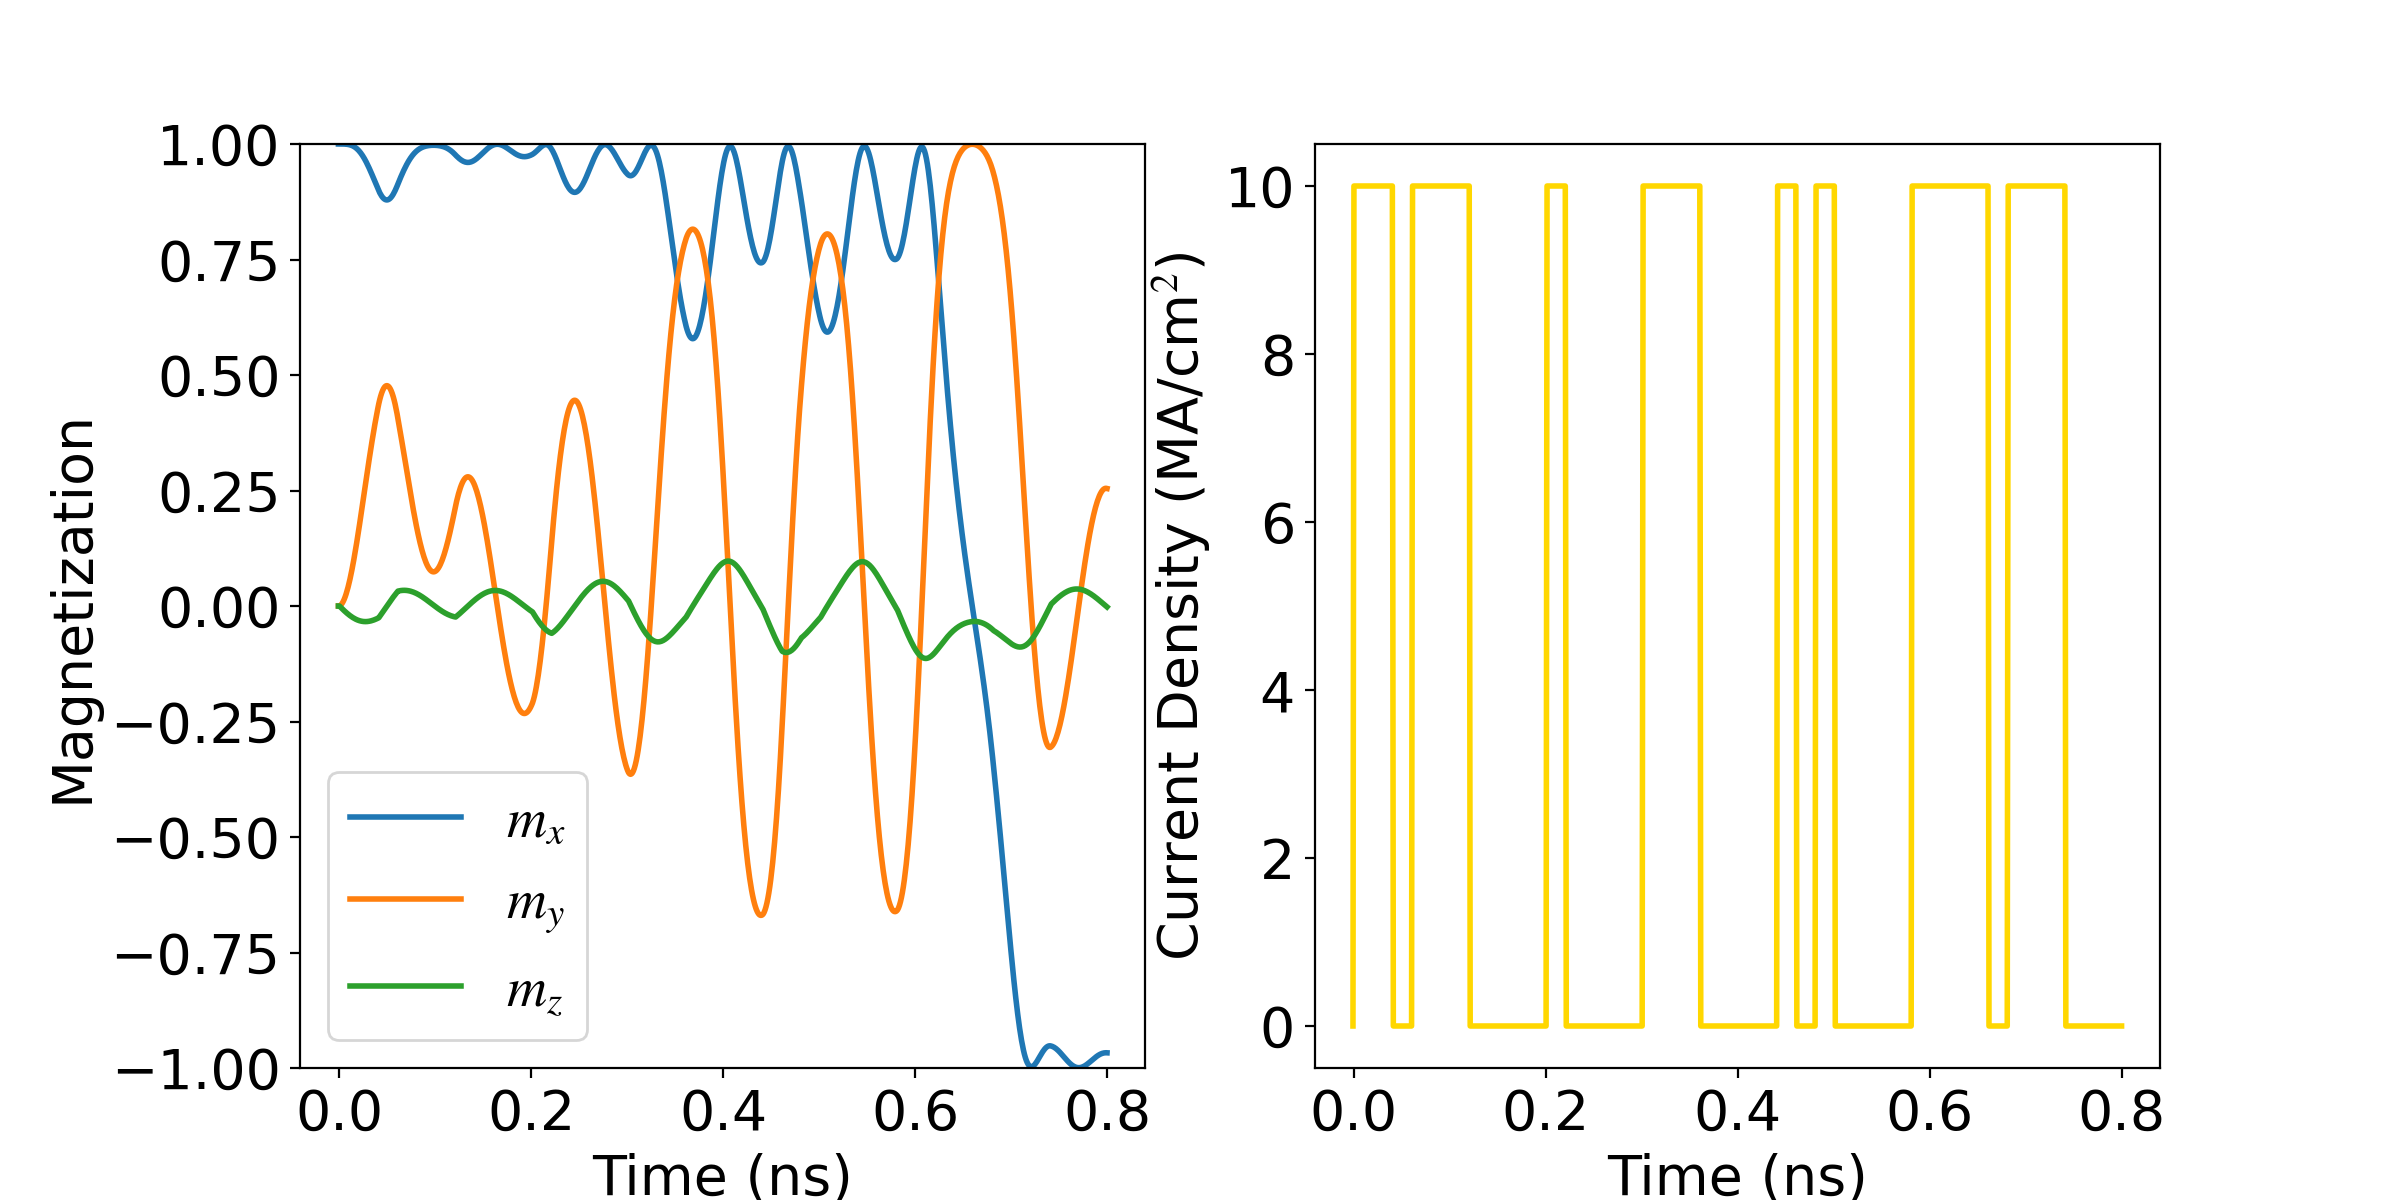 Magnetization
1.00
0.75
0.50
0.25
0.00
−0.25
−0.50
−0.75
−1.00
m_x
m_y
m_z
0.0 0.2 0.4 0.6 0.8
Time (ns)
Current Density (MA/cm²)
10
8
6
4
2
0
0.0 0.2 0.4 0.6 0.8
Time (ns)